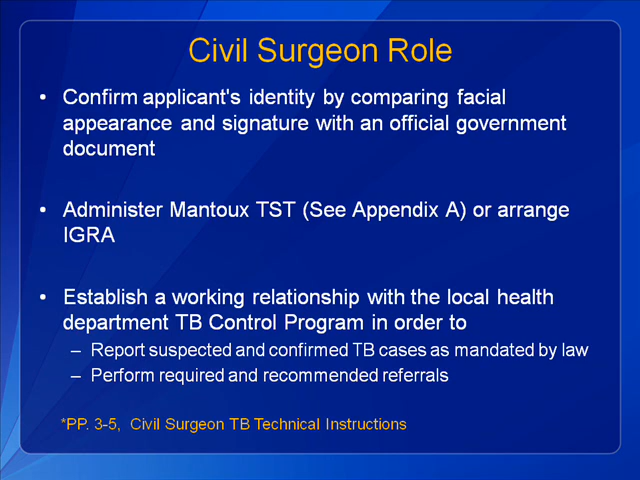 Civil Surgeon Role
• Confirm applicant's identity by comparing facial
appearance and signature with an official government
document
• Administer Mantoux TST (See Appendix A) or arrange
IGRA
• Establish a working relationship with the local health
department TB Control Program in order to
– Report suspected and confirmed TB cases as mandated by law
– Perform required and recommended referrals
*PP. 3-5, Civil Surgeon TB Technical Instructions